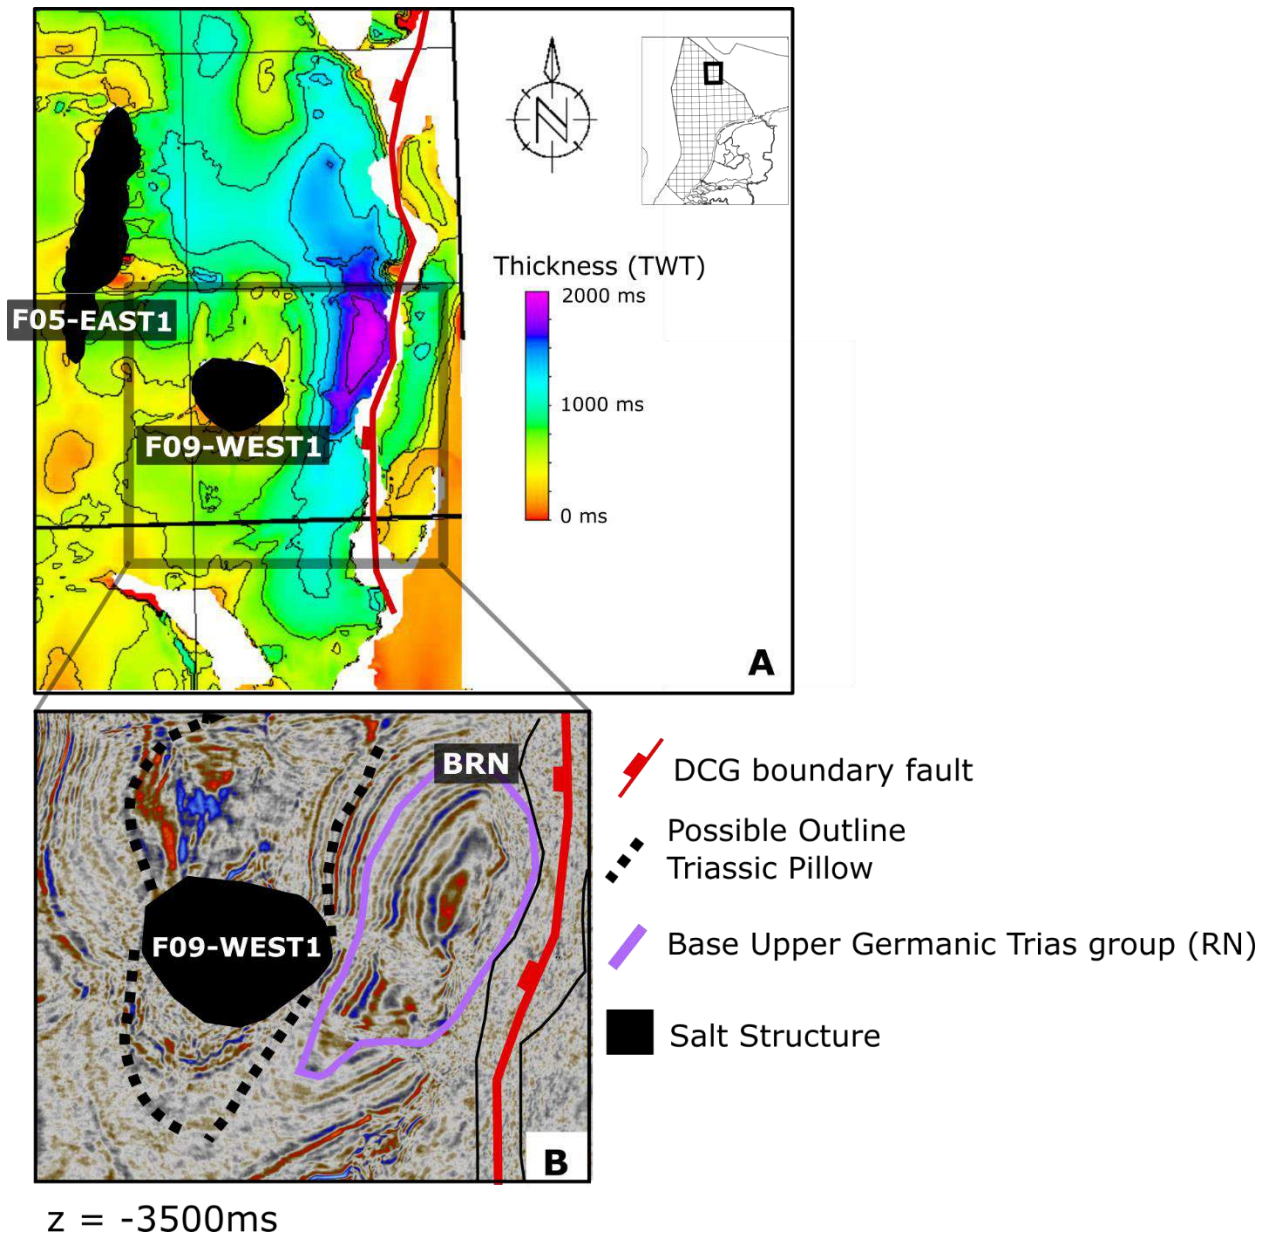 N
Thickness (TWT)
2000 ms
1000 ms
0 ms
F05-EAST1
F09-WEST1
A
BRN
F09-WEST1
B
DCG boundary fault
Possible Outline
Triassic Pillow
Base Upper Germanic Trias group (RN)
Salt Structure
z = -3500ms